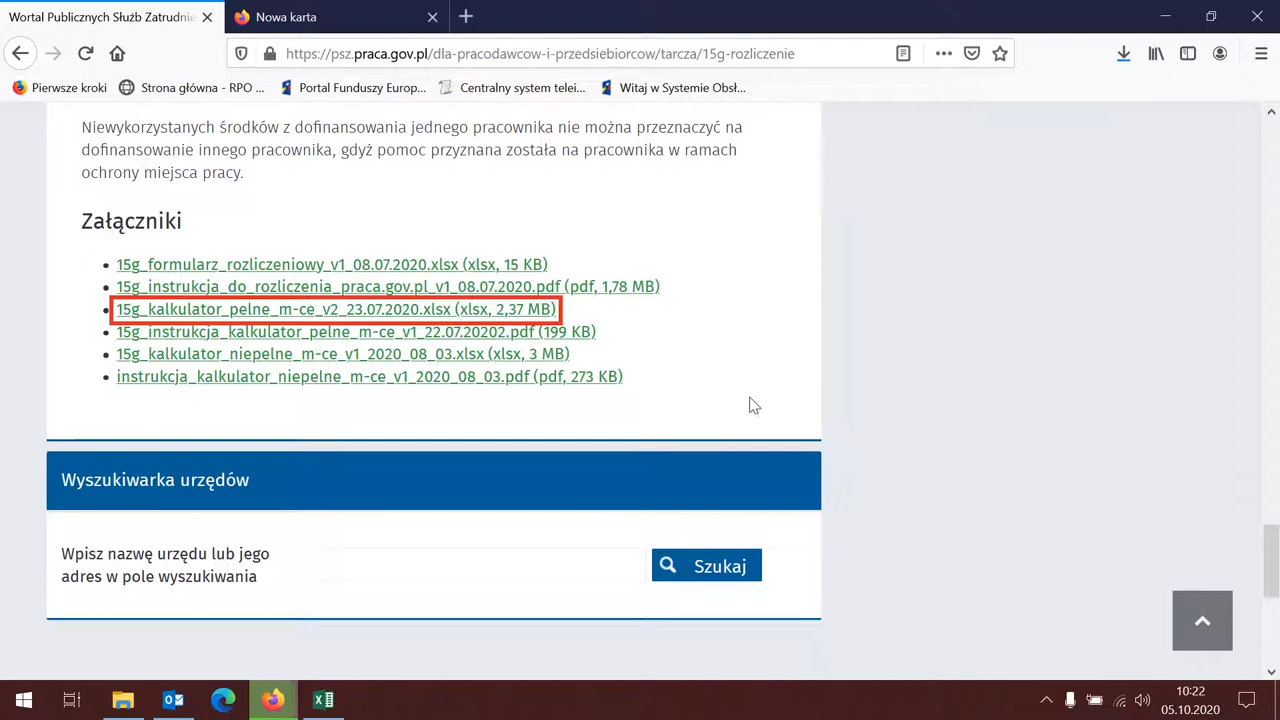 Wortal Publicznych Służb Zatrudnie
Nowa karta
https://psz.praca.gov.pl/dla-pracodawcow-i-przedsiebiorcow/tarcza/15g-rozliczenie
Pierwsze kroki
Strona główna - RPO ...
Portal Funduszy Europ...
Centralny system telei...
Witaj w Systemie Obsł...
Niewykorzystanych środków z dofinansowania jednego pracownika nie można przeznaczyć na
dofinansowanie innego pracownika, gdyż pomoc przyznana została na pracownika w ramach
ochrony miejsca pracy.
Załączniki
15g_formularz_rozliczeniowy_v1_08.07.2020.xlsx (xlsx, 15 KB)
15g_instrukcja_do_rozliczenia_praca.gov.pl_v1_08.07.2020.pdf (pdf, 1,78 MB)
15g_kalkulator_pelne_m-ce_v2_23.07.2020.xlsx (xlsx, 2,37 MB)
15g_instrukcja_kalkulator_pelne_m-ce_v1_22.07.20202.pdf (199 KB)
15g_kalkulator_niepelne_m-ce_v1_2020_08_03.xlsx (xlsx, 3 MB)
instrukcja_kalkulator_niepelne_m-ce_v1_2020_08_03.pdf (pdf, 273 KB)
Wyszukiwarka urzędów
Wpisz nazwę urzędu lub jego
adres w pole wyszukiwania
Szukaj
10:22
05.10.2020